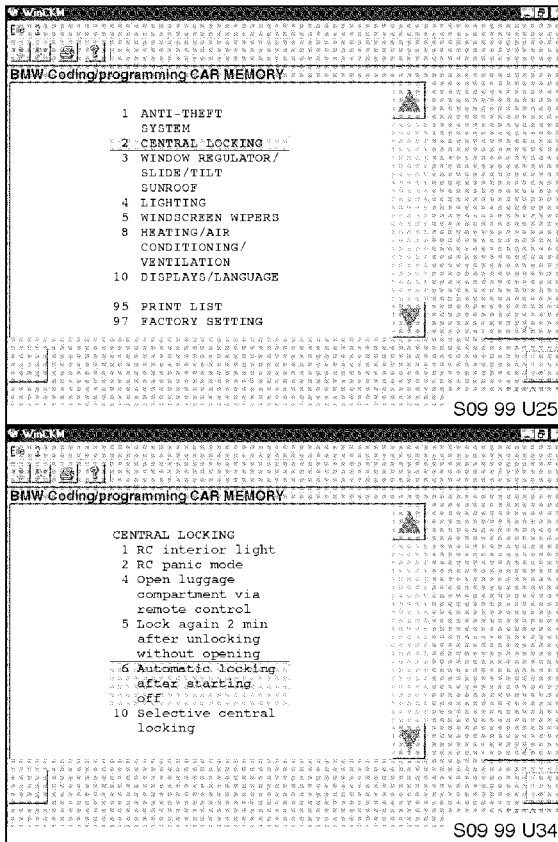 WinCKM
File ?
BMW Coding/programming CAR MEMORY
1 ANTI-THEFT
SYSTEM
2 CENTRAL LOCKING
3 WINDOW REGULATOR/
SLIDE/TILT
SUNROOF
4 LIGHTING
5 WINDSCREEN WIPERS
8 HEATING/AIR
CONDITIONING/
VENTILATION
10 DISPLAYS/LANGUAGE
95 PRINT LIST
97 FACTORY SETTING
S09 99 U25
WinCKM
File ?
BMW Coding/programming CAR MEMORY
CENTRAL LOCKING
1 RC interior light
2 RC panic mode
4 Open luggage
compartment via
remote control
5 Lock again 2 min
after unlocking
without opening
6 Automatic locking
after starting
off
10 Selective central
locking
S09 99 U34